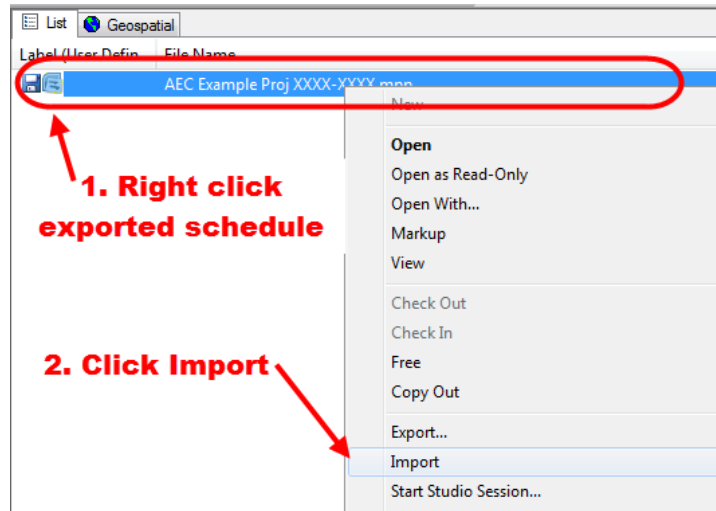 List Geospatial
Label (User Defin File Name
AEC Example Proj XXXX-XXXX.mpp
New
Open
1. Right click
Open as Read-Only
exported schedule
Open With...
Markup
View
Check Out
Check In
2. Click Import
Free
Copy Out
Export...
Import
Start Studio Session...